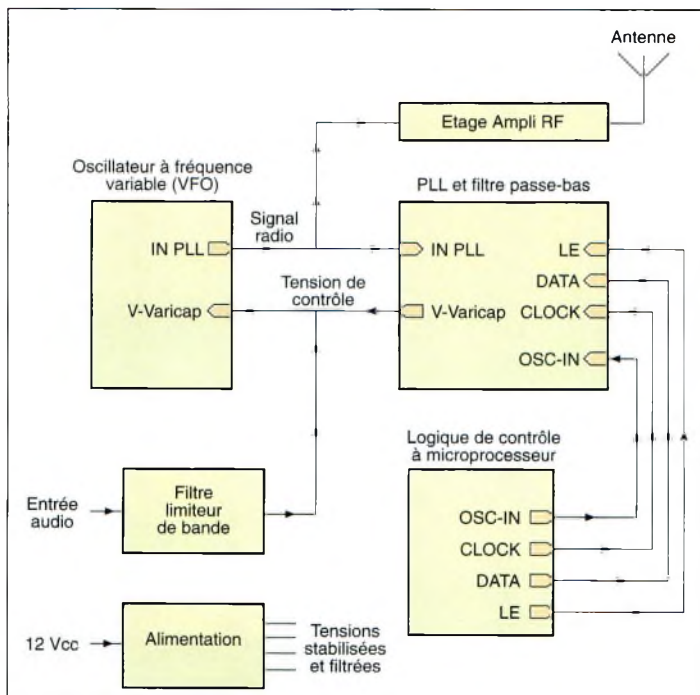 Antenne
Etage Ampli RF
Oscillateur à fréquence
variable (VFO)
PLL et filtre passe-bas
Signal
radio
IN PLL
IN PLL
LE
DATA
Tension de
contrôle
V-Varicap
V-Varicap
CLOCK
OSC-IN
Logique de contrôle
à microprocesseur
Entrée
audio
Filtre
limiteur
de bande
OSC-IN
CLOCK
DATA
LE
12 Vcc
Alimentation
Tensions
stabilisées
et filtrées